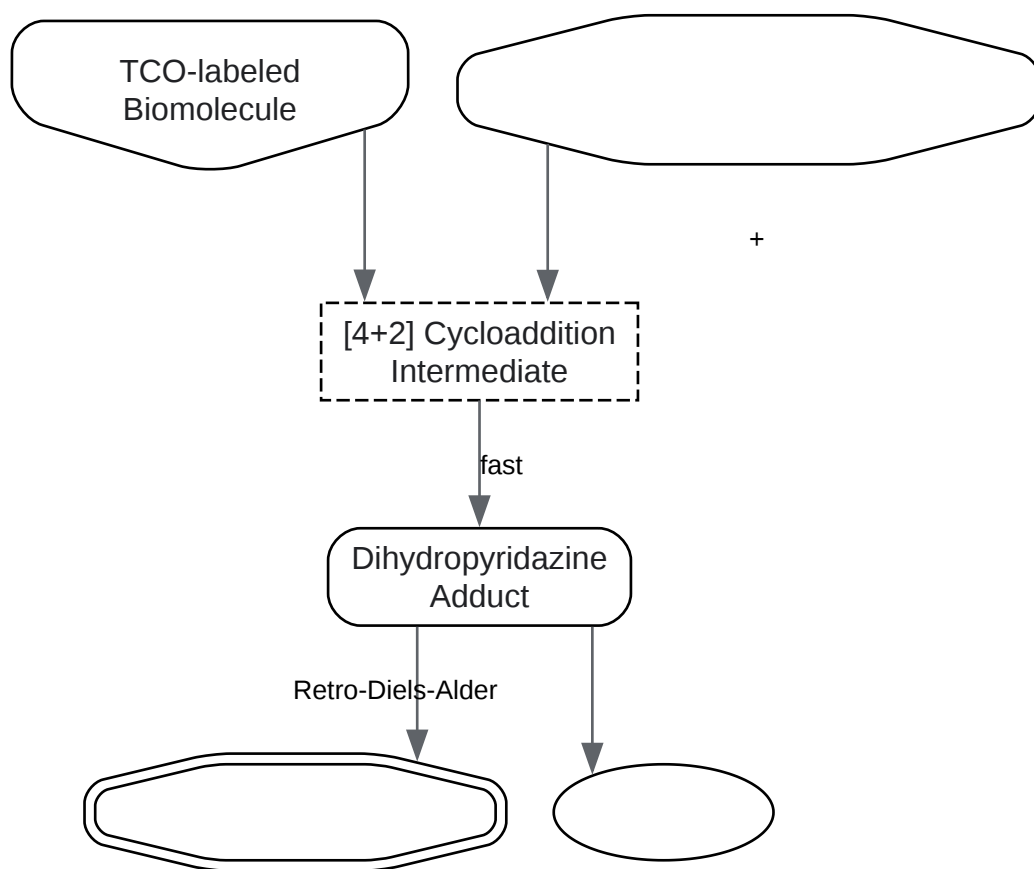 TCO-labeled
Biomolecule
+
[4+2] Cycloaddition
Intermediate
fast
Dihydropyridazine
Adduct
Retro-Diels-Alder